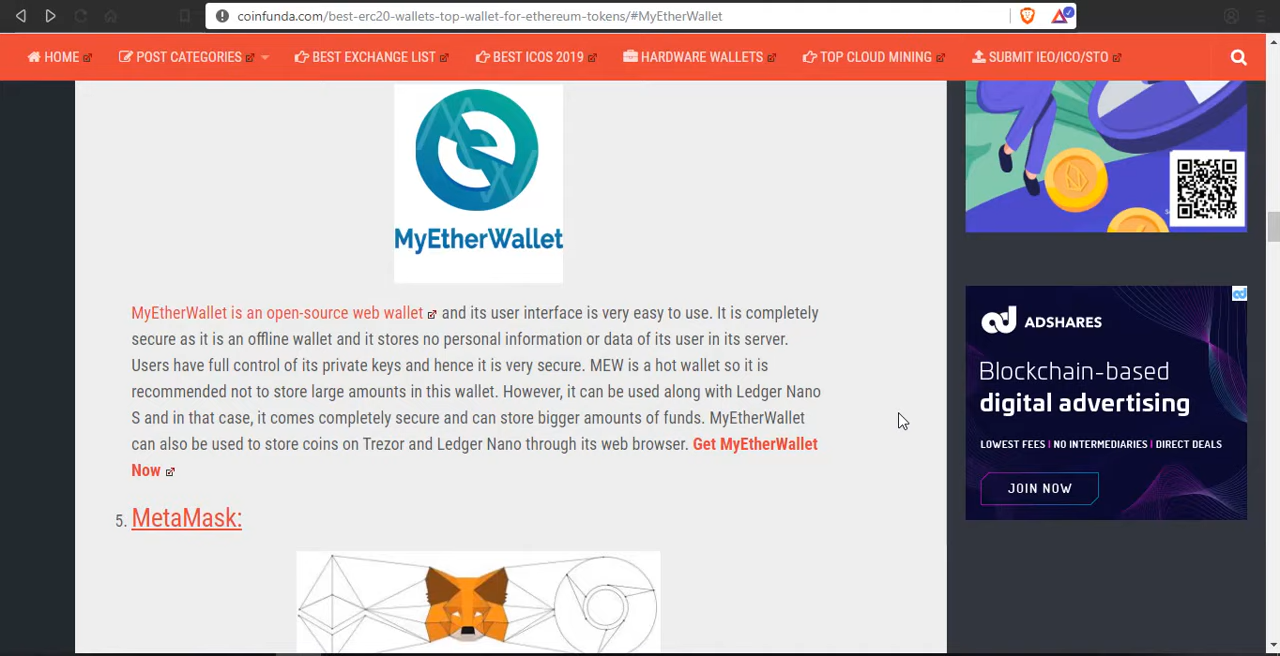 coinfunda.com/best-erc20-wallets-top-wallet-for-ethereum-tokens/#MyEtherWallet
HOME POST CATEGORIES BEST EXCHANGE LIST BEST ICOS 2019 HARDWARE WALLETS TOP CLOUD MINING SUBMIT IEO/ICO/STO
MyEtherWallet
MyEtherWallet is an open-source web wallet and its user interface is very easy to use. It is completely
secure as it is an offline wallet and it stores no personal information or data of its user in its server.
Users have full control of its private keys and hence it is very secure. MEW is a hot wallet so it is
recommended not to store large amounts in this wallet. However, it can be used along with Ledger Nano
S and in that case, it comes completely secure and can store bigger amounts of funds. MyEtherWallet
can also be used to store coins on Trezor and Ledger Nano through its web browser. Get MyEtherWallet
Now
5. MetaMask:
ADSHARES
Blockchain-based
digital advertising
LOWEST FEES | NO INTERMEDIARIES | DIRECT DEALS
JOIN NOW